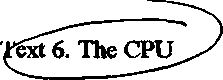 Text 6. The CPU